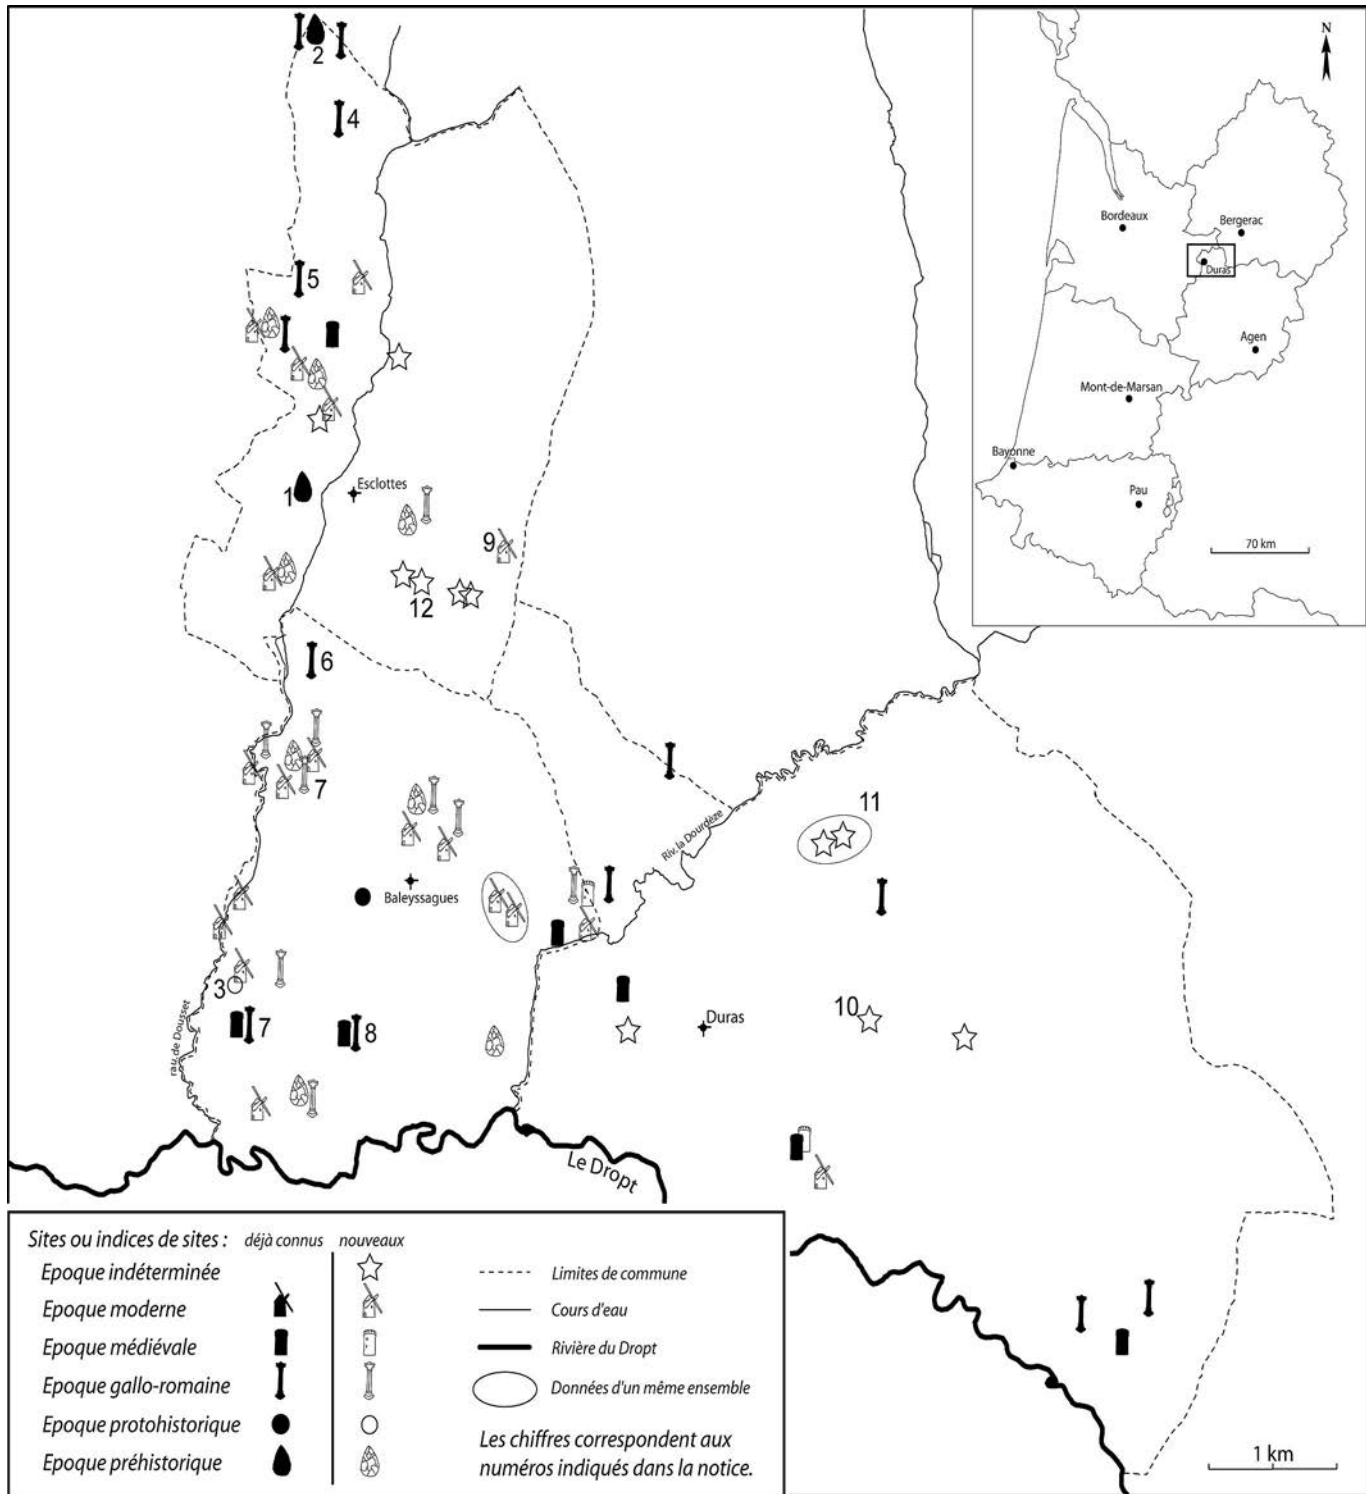 2
4
5
1
Esclottes
9
12
6
7
11
Riv. la Dourdèze
Baleyssagues
3
7
8
rau. de Dousset
Duras
10
Le Dropt
N
Bordeaux
Bergerac
Duras
Agen
Mont-de-Marsan
Bayonne
Pau
70 km
Sites ou indices de sites : déjà connus nouveaux
Epoque indéterminée
Epoque moderne
Epoque médiévale
Epoque gallo-romaine
Epoque protohistorique
Epoque préhistorique
Limites de commune
Cours d'eau
Rivière du Dropt
Données d'un même ensemble
Les chiffres correspondent aux
numéros indiqués dans la notice.
1 km